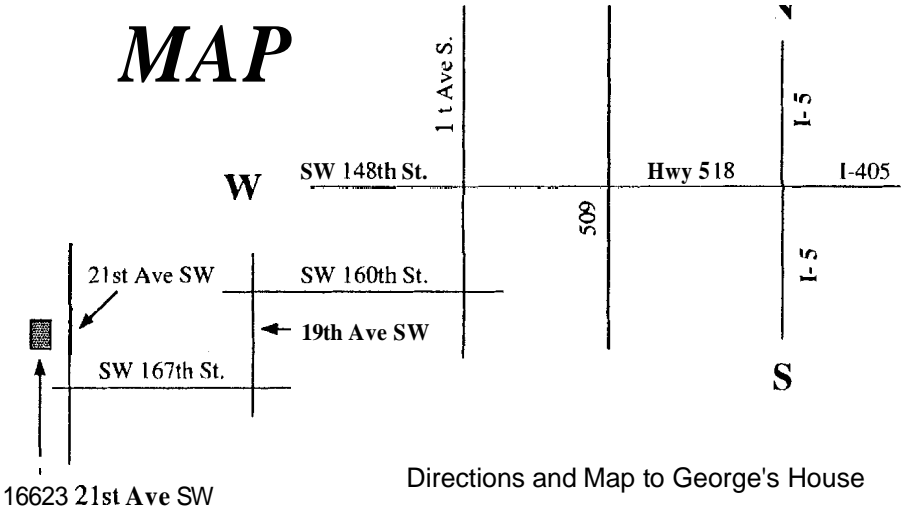 MAP
1 t Ave S.
I-5
SW 148th St.
Hwy 518
I-405
W
509
I-5
21st Ave SW
SW 160th St.
19th Ave SW
SW 167th St.
S
Directions and Map to George's House
16623 21st Ave SW